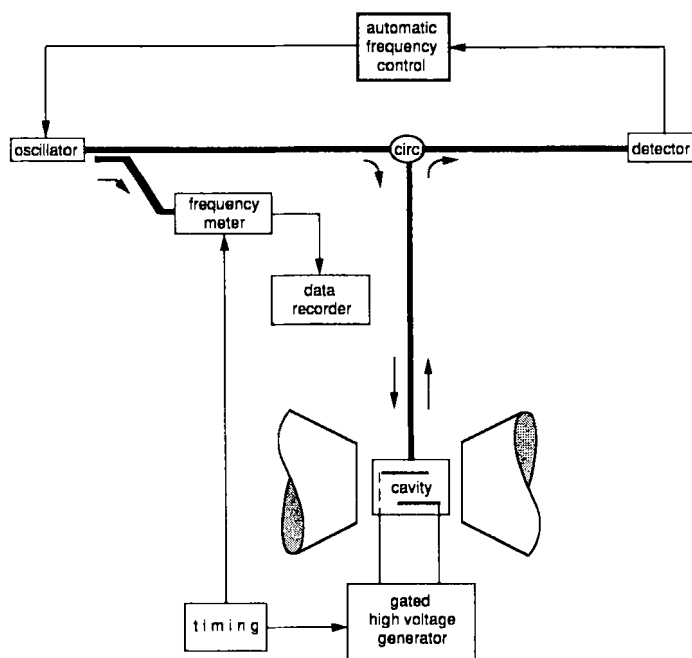 automatic
frequency
control
oscillator
circ
detector
frequency
meter
data
recorder
cavity
timing
gated
high voltage
generator